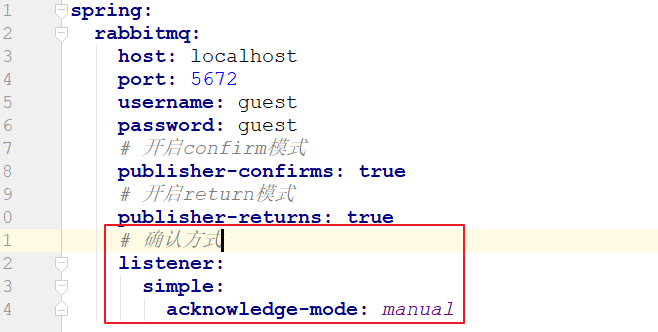 1 spring:
2 rabbitmq:
3 host: localhost
4 port: 5672
5 username: guest
6 password: guest
7 # 开启confirm模式
8 publisher-confirms: true
9 # 开启return模式
0 publisher-returns: true
1 # 确认方式
2 listener:
3 simple:
4 acknowledge-mode: manual